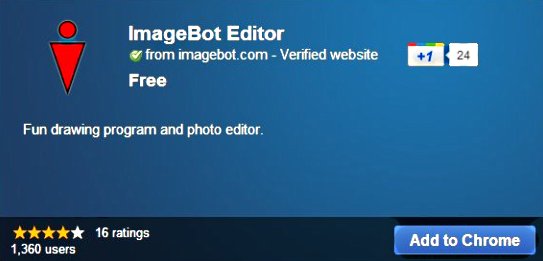 ImageBot Editor
from imagebot.com - Verified website
+1 24
Free
Fun drawing program and photo editor.
16 ratings
1,360 users
Add to Chrome